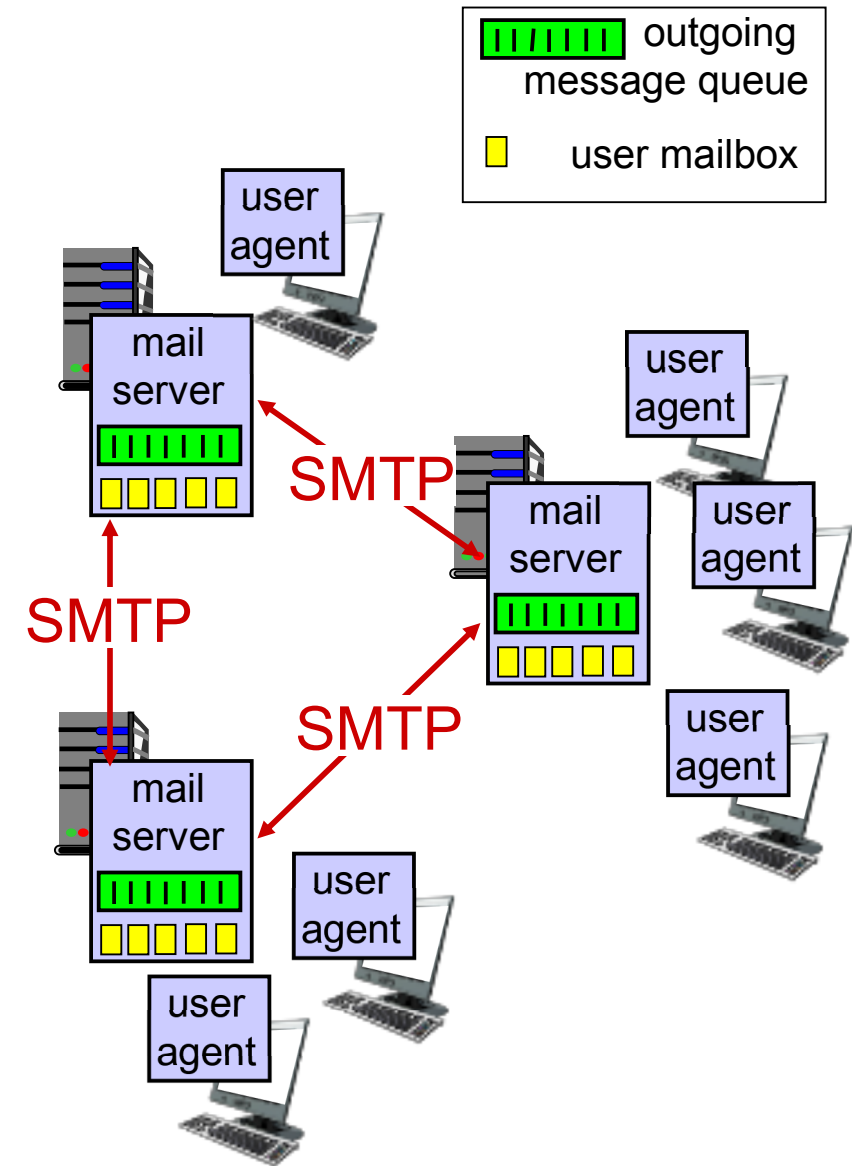 outgoing
message queue
user mailbox
user
agent
mail
server
SMTP
user
agent
mail
server
user
agent
SMTP
SMTP
user
agent
mail
server
user
agent
user
agent